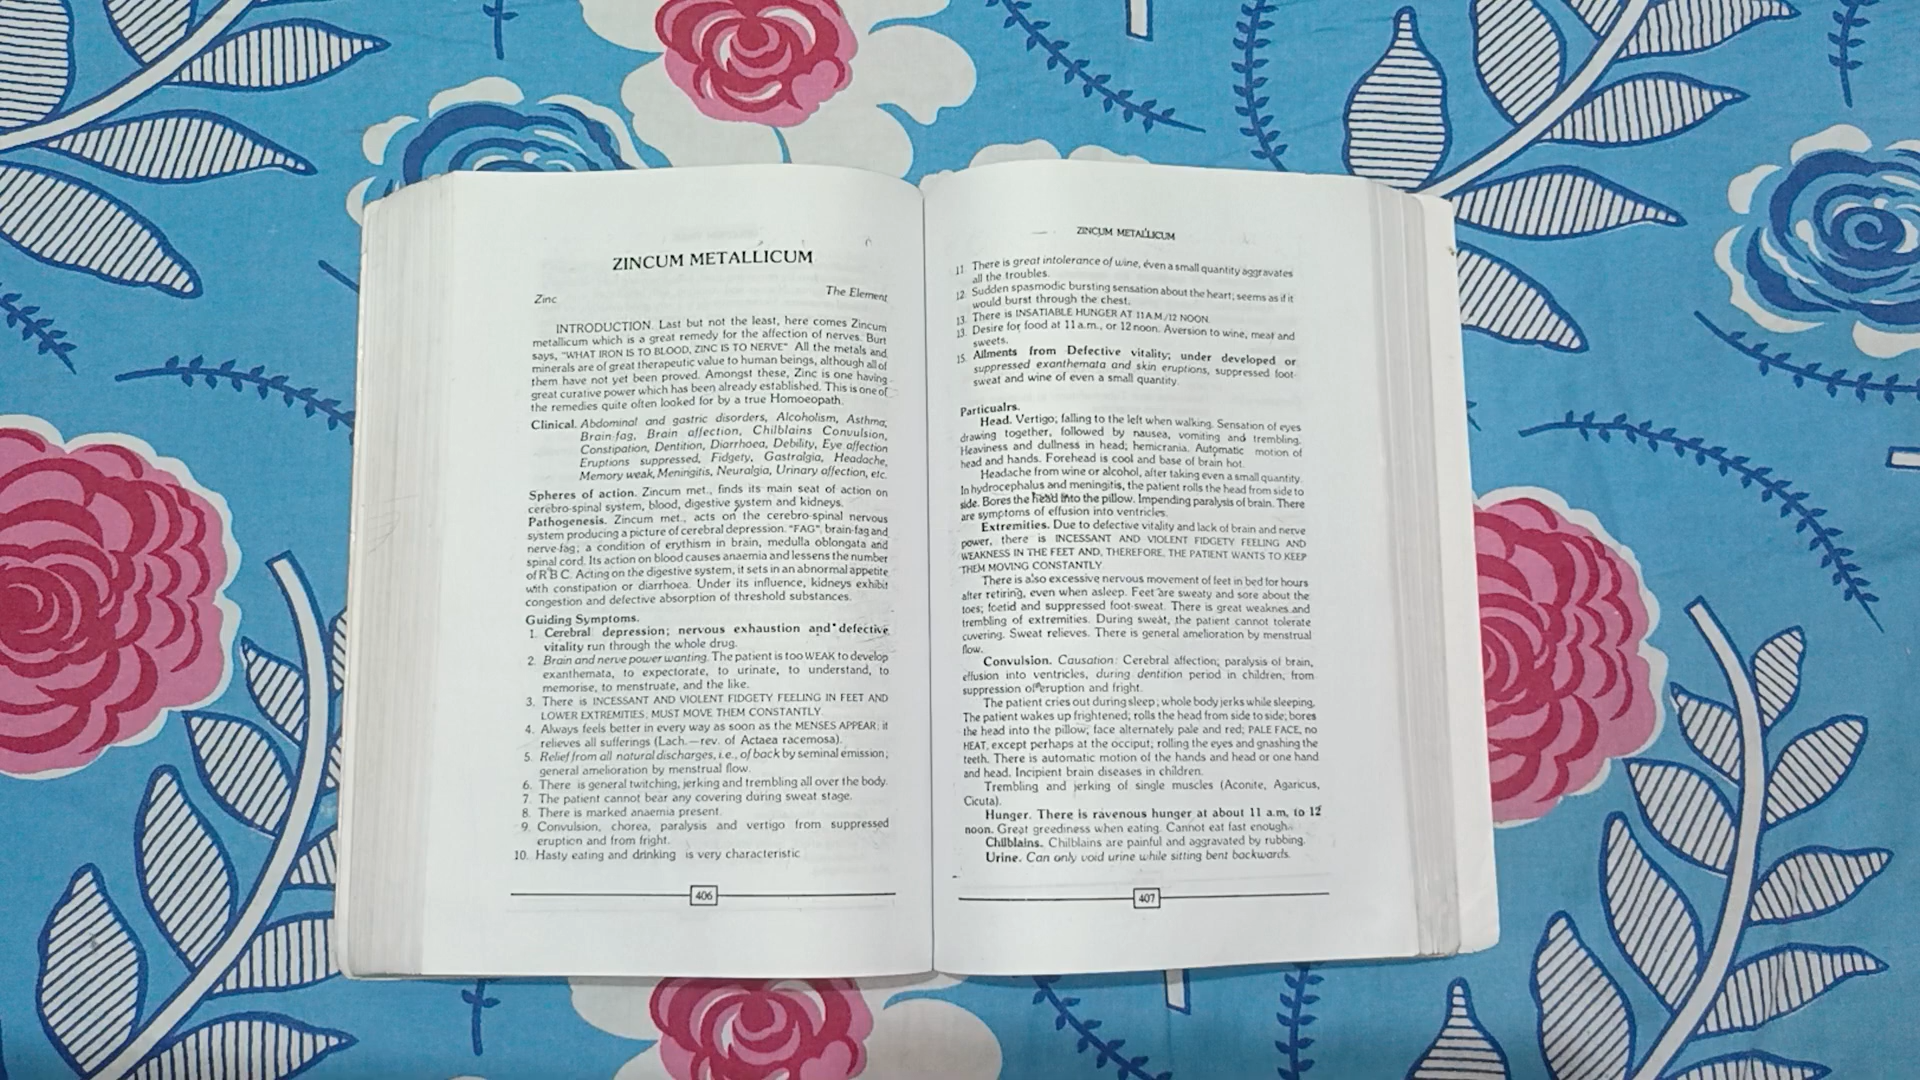 ZINCUM METALLICUM
Zinc
The Element
INTRODUCTION. Last but not the least, here comes Zincum
metallicum which is a great remedy for the affection of nerves. Burt
says, "WHAT IRON IS TO BLOOD, ZINC IS TO NERVE" All the metals and
minerals are of great therapeutic value to human beings, although all of
them have not yet been proved. Amongst these, Zinc is one having
great curative power which has been already established. This is one of
the remedies quite often looked for by a true Homoeopath.
Clinical. Abdominal and gastric disorders, Alcoholism, Asthma,
Brain-fag, Brain affection, Chilblains Convulsion,
Constipation, Dentition, Diarrhoea, Debility, Eye affection
Eruptions suppressed, Fidgety, Gastralgia, Headache,
Memory weak, Meningitis, Neuralgia, Urinary affection, etc.
Spheres of action. Zincum met., finds its main seat of action on
cerebro-spinal system, blood, digestive system and kidneys.
Pathogenesis. Zincum met., acts on the cerebro-spinal nervous
system producing a picture of cerebral depression. "FAG", brain-fag and
nerve-fag; a condition of erythism in brain, medulla oblongata and
spinal cord. Its action on blood causes anaemia and lessens the number
of R B C. Acting on the digestive system, it sets in an abnormal appetite
with constipation or diarrhoea. Under its influence, kidneys exhibit
congestion and defective absorption of threshold substances.
Guiding Symptoms.
1. Cerebral depression; nervous exhaustion and defective
vitality run through the whole drug.
2. Brain and nerve power wanting. The patient is too WEAK to develop
exanthemata, to expectorate, to urinate, to understand, to
memorise, to menstruate, and the like.
3. There is INCESSANT AND VIOLENT FIDGETY FEELING IN FEET AND
LOWER EXTREMITIES, MUST MOVE THEM CONSTANTLY.
4. Always feels better in every way as soon as the MENSES APPEAR; it
relieves all sufferings (Lach.—rev. of Actaea racemosa).
5. Relief from all natural discharges, i.e., of back by seminal emission;
general amelioration by menstrual flow.
6. There is general twitching, jerking and trembling all over the body.
7. The patient cannot bear any covering during sweat stage.
8. There is marked anaemia present.
9. Convulsion, chorea, paralysis and vertigo from suppressed
eruption and from fright.
10. Hasty eating and drinking is very characteristic
406
ZINCUM METALLICUM
11. There is great intolerance of wine, even a small quantity aggravates
all the troubles.
12. Sudden spasmodic bursting sensation about the heart; seems as if it
would burst through the chest.
13. There is INSATIABLE HUNGER AT 11 A.M./12 NOON.
13. Desire for food at 11 a.m., or 12 noon. Aversion to wine, meat and
sweets.
15. Ailments from Defective vitality; under developed or
suppressed exanthemata and skin eruptions, suppressed foot-
sweat and wine of even a small quantity.
Particualrs.
Head. Vertigo; falling to the left when walking. Sensation of eyes
drawing together, followed by nausea, vomiting and trembling.
Heaviness and dullness in head; hemicrania. Automatic motion of
head and hands. Forehead is cool and base of brain hot.
Headache from wine or alcohol, after taking even a small quantity.
In hydrocephalus and meningitis, the patient rolls the head from side to
side. Bores the head into the pillow. Impending paralysis of brain. There
are symptoms of effusion into ventricles.
Extremities. Due to defective vitality and lack of brain and nerve
power, there is INCESSANT AND VIOLENT FIDGETY FEELING AND
WEAKNESS IN THE FEET AND, THEREFORE, THE PATIENT WANTS TO KEEP
THEM MOVING CONSTANTLY
There is also excessive nervous movement of feet in bed for hours
after retiring, even when asleep. Feet are sweaty and sore about the
toes; foetid and suppressed foot-sweat. There is great weaknes and
trembling of extremities. During sweat, the patient cannot tolerate
covering. Sweat relieves. There is general amelioration by menstrual
flow.
Convulsion. Causation: Cerebral affection; paralysis of brain,
effusion into ventricles, during dentition period in children, from
suppression of eruption and fright.
The patient cries out during sleep; whole body jerks while sleeping.
The patient wakes up frightened; rolls the head from side to side; bores
the head into the pillow; face alternately pale and red; PALE FACE, no
HEAT, except perhaps at the occiput; rolling the eyes and gnashing the
teeth. There is automatic motion of the hands and head or one hand
and head. Incipient brain diseases in children.
Trembling and jerking of single muscles (Aconite, Agaricus,
Cicuta).
Hunger. There is ravenous hunger at about 11 a.m. to 12
noon. Great greediness when eating. Cannot eat fast enough.
Chilblains. Chilblains are painful and aggravated by rubbing.
Urine. Can only void urine while sitting bent backwards.
407